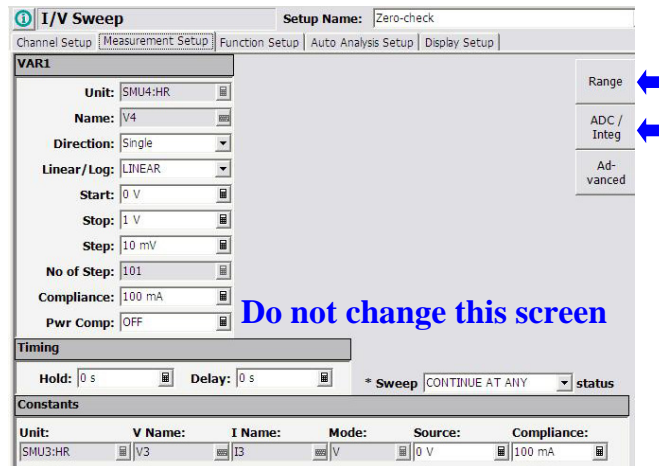 I/V Sweep Setup Name: Zero-check
Channel Setup Measurement Setup Function Setup Auto Analysis Setup Display Setup
VAR1
Range
Unit: SMU4:HR
Name: V4
ADC /
Integ
Direction: Single
Linear/Log: LINEAR
Ad-
vanced
Start: 0 V
Stop: 1 V
Step: 10 mV
No of Step: 101
Compliance: 100 mA
Do not change this screen
Pwr Comp: OFF
Timing
Hold: 0 s Delay: 0 s * Sweep CONTINUE AT ANY status
Constants
Unit: V Name: I Name: Mode: Source: Compliance:
SMU3:HR V3 I3 V 0 V 100 mA